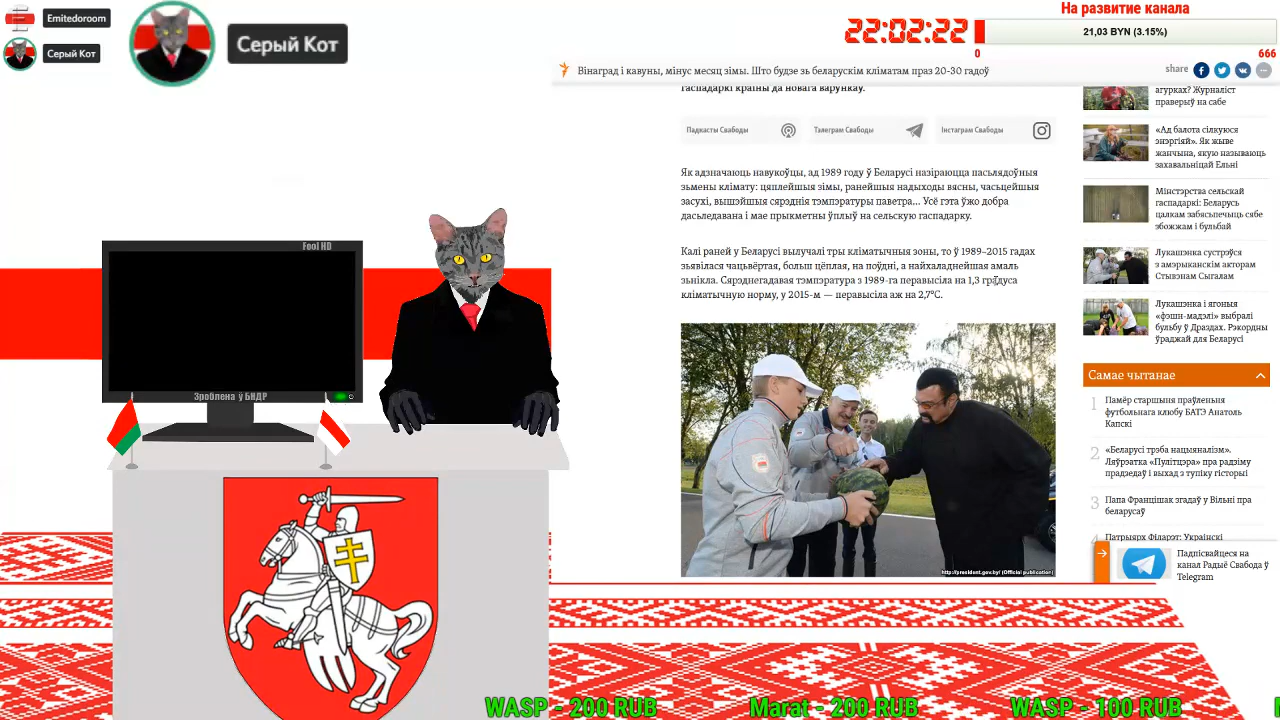 Emitedoroom
Серый Кот
Серый Кот
22:02:22
На развитие канала
21,03 BYN (3.15%)
0
666
Вінаград і кавуны, мінус месяц зімы. Што будзе зь беларускім кліматам праз 20-30 гадоў
share
гаспадаркі краіны да новага варункаў.
Падкасты Свабоды
Тэлеграм Свабоды
Інстаграм Свабоды
Як адзначаюць навукоўцы, ад 1989 году ў Беларусі назіраюцца пасьлядоўныя
зьмены клімату: цяплейшыя зімы, ранейшыя надыходы вясны, часьцейшыя
засухі, вышэйшыя сярэднія тэмпэратуры паветра... Усё гэта ўжо добра
дасьледавана і мае прыкметны ўплыў на сельскую гаспадарку.
Калі раней у Беларусі вылучалі тры кліматычныя зоны, то ў 1989–2015 гадах
зьявілася чацьвёртая, больш цёплая, на поўдні, а найхаладнейшая амаль
зьнікла. Сярэднегадавая тэмпэратура з 1989-га перавысіла на 1,3 градуса
кліматычную норму, у 2015-м — перавысіла аж на 2,7°C.
http://president.gov.by/ (Official publication)
агурках? Журналіст
праверыў на сабе
«Ад балота сілкуюся
энэргіяй». Як жыве
жанчына, якую называюць
захавальніцай Ельні
Міністэрства сельскай
гаспадаркі: Беларусь
цалкам забясьпечыць сябе
збожжам і бульбай
Лукашэнка сустрэўся
з амэрыканскім акторам
Стывэнам Сыгалам
Лукашэнка і ягоныя
«фэшн-мадэлі» выбралі
бульбу ў Драздах. Рэкордны
ўраджай для Беларусі
Самае чытанае
1 Памёр старшыня праўленьня
футбольнага клюбу БАТЭ Анатоль
Капскі
2 «Беларусі трэба нацыяналізм».
Ляўрэатка «Пуліцэра» пра радзіму
прадзедаў і выхад з тупіку гісторыі
3 Папа Францішак згадаў у Вільні пра
беларусаў
4 Патрыярх Філарэт: Украінскі
Падпісвайцеся на
канал Радыё Свабода ў
Telegram
Fool HD
Зроблена ў БНДР
WASP - 200 RUB
Marat - 200 RUB
WASP - 100 RUB